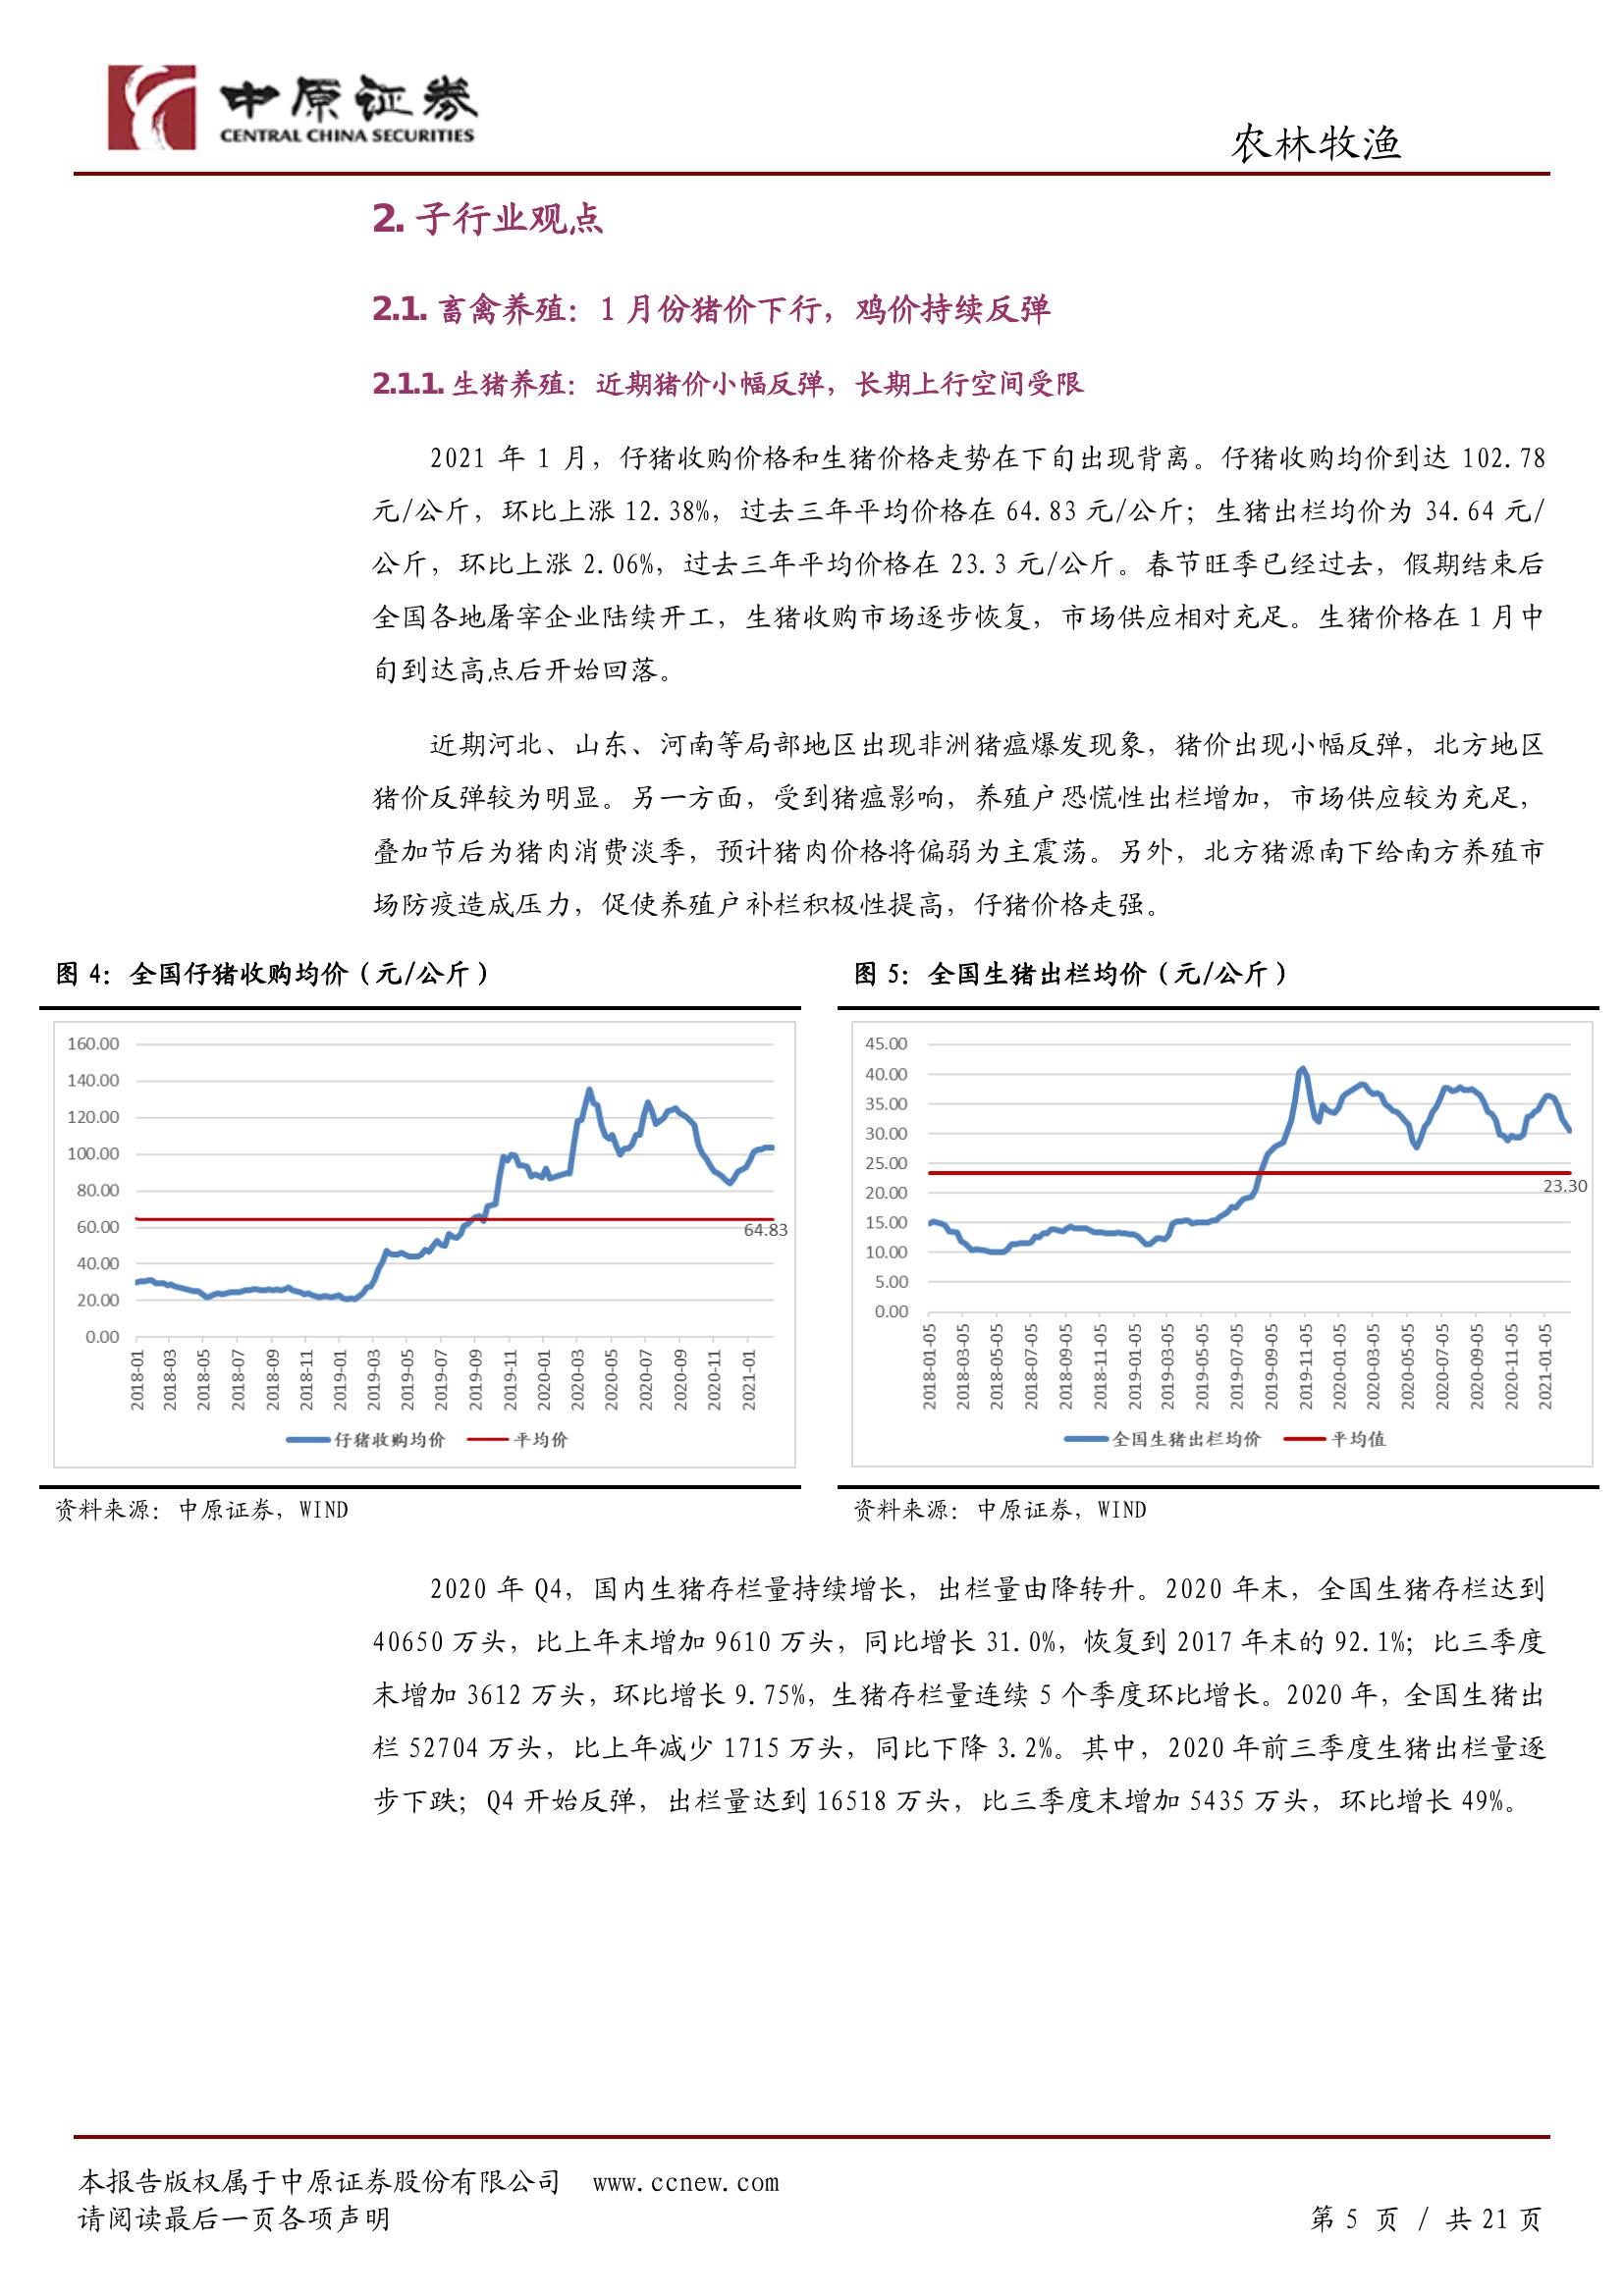 中原证券
CENTRAL CHINA SECURITIES
农林牧渔
2. 子行业观点
2.1. 畜禽养殖：1 月份猪价下行，鸡价持续反弹
2.1.1. 生猪养殖：近期猪价小幅反弹，长期上行空间受限
2021 年 1 月，仔猪收购价格和生猪价格走势在下旬出现背离。仔猪收购均价到达 102.78
元/公斤，环比上涨 12.38%，过去三年平均价格在 64.83 元/公斤；生猪出栏均价为 34.64 元/
公斤，环比上涨 2.06%，过去三年平均价格在 23.3 元/公斤。春节旺季已经过去，假期结束后
全国各地屠宰企业陆续开工，生猪收购市场逐步恢复，市场供应相对充足。生猪价格在 1 月中
旬到达高点后开始回落。
近期河北、山东、河南等局部地区出现非洲猪瘟爆发现象，猪价出现小幅反弹，北方地区
猪价反弹较为明显。另一方面，受到猪瘟影响，养殖户恐慌性出栏增加，市场供应较为充足，
叠加节后为猪肉消费淡季，预计猪肉价格将偏弱为主震荡。另外，北方猪源南下给南方养殖市
场防疫造成压力，促使养殖户补栏积极性提高，仔猪价格走强。
图 4：全国仔猪收购均价（元/公斤）
160.00
140.00
120.00
100.00
80.00
60.00
40.00
20.00
0.00
64.83
2018-01
2018-03
2018-05
2018-07
2018-09
2018-11
2019-01
2019-03
2019-05
2019-07
2019-09
2019-11
2020-01
2020-03
2020-05
2020-07
2020-09
2020-11
2021-01
仔猪收购均价 平均价
资料来源：中原证券，WIND
图 5：全国生猪出栏均价（元/公斤）
45.00
40.00
35.00
30.00
25.00
20.00
15.00
10.00
5.00
0.00
23.30
2018-01-05
2018-03-05
2018-05-05
2018-07-05
2018-09-05
2018-11-05
2019-01-05
2019-03-05
2019-05-05
2019-07-05
2019-09-05
2019-11-05
2020-01-05
2020-03-05
2020-05-05
2020-07-05
2020-09-05
2020-11-05
2021-01-05
全国生猪出栏均价 平均值
资料来源：中原证券，WIND
2020 年 Q4，国内生猪存栏量持续增长，出栏量由降转升。2020 年末，全国生猪存栏达到
40650 万头，比上年末增加 9610 万头，同比增长 31.0%，恢复到 2017 年末的 92.1%；比三季度
末增加 3612 万头，环比增长 9.75%，生猪存栏量连续 5 个季度环比增长。2020 年，全国生猪出
栏 52704 万头，比上年减少 1715 万头，同比下降 3.2%。其中，2020 年前三季度生猪出栏量逐
步下跌；Q4 开始反弹，出栏量达到 16518 万头，比三季度末增加 5435 万头，环比增长 49%。
本报告版权属于中原证券股份有限公司 www.ccnew.com
请阅读最后一页各项声明
第 5 页 / 共 21 页